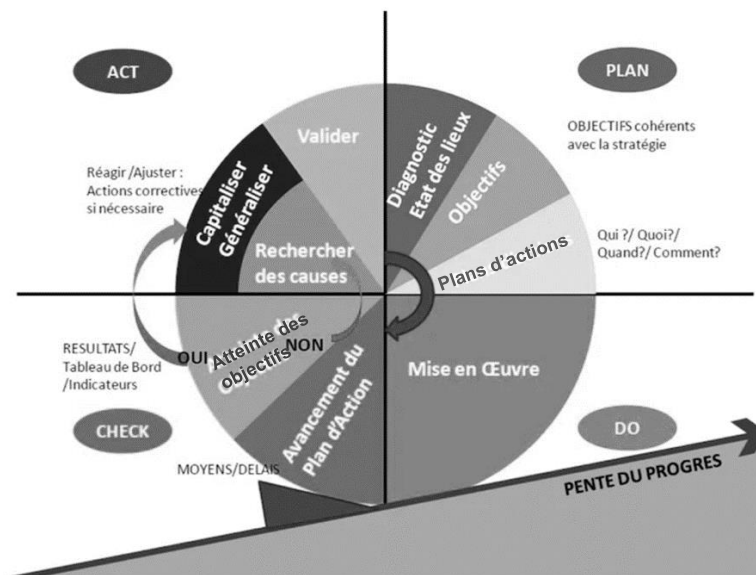 ACT
PLAN
Valider
Diagnostic
Etat des lieux
Objectifs
OBJECTIFS cohérents
avec la stratégie
Réagir /Ajuster :
Actions correctives
si nécessaire
Capitaliser
Généraliser
Rechercher
des causes
Plans d'actions
Qui ?/ Quoi?/
Quand?/ Comment?
RESULTATS/
Tableau de Bord
/Indicateurs
OUI
Atteinte des
objectifs
NON
Mise en Œuvre
Avancement du
Plan d'Action
CHECK
DO
MOYENS/DELAIS
PENTE DU PROGRES